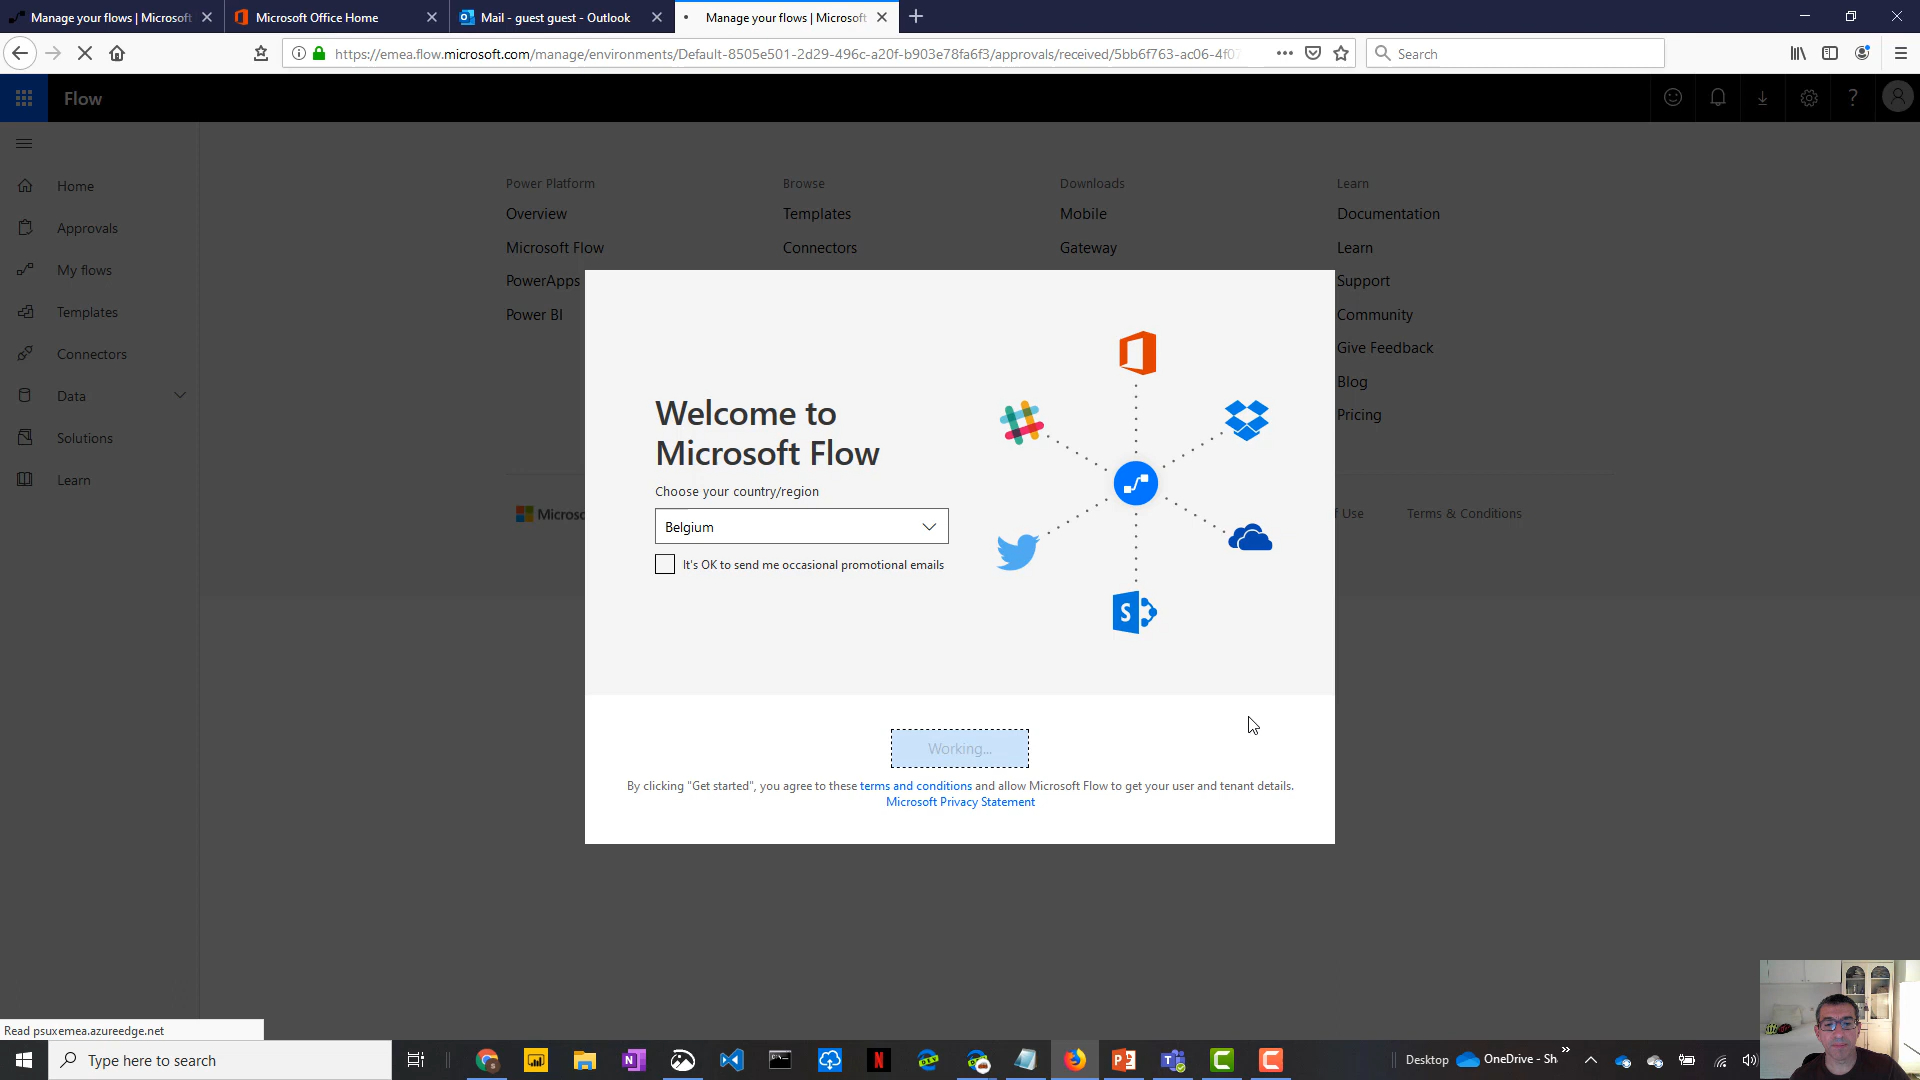 Manage your flows | Microsoft
Microsoft Office Home
Mail - guest guest - Outlook
Manage your flows | Microsoft
https://emea.flow.microsoft.com/manage/environments/Default-8505e501-2d29-496c-a20f-b903e78fa6f3/approvals/received/5bb6f763-ac06-4f07
Search
Flow
Home
Approvals
My flows
Templates
Connectors
Data
Solutions
Learn
Power Platform
Overview
Microsoft Flow
PowerApps
Power BI
Browse
Templates
Connectors
Downloads
Mobile
Gateway
Learn
Documentation
Learn
Support
Community
Give Feedback
Blog
Pricing
Microso
f Use
Terms & Conditions
Welcome to
Microsoft Flow
Choose your country/region
Belgium
It's OK to send me occasional promotional emails
Working...
By clicking "Get started", you agree to these terms and conditions and allow Microsoft Flow to get your user and tenant details.
Microsoft Privacy Statement
Read psuxemea.azureedge.net
Type here to search
Desktop
OneDrive - Sh